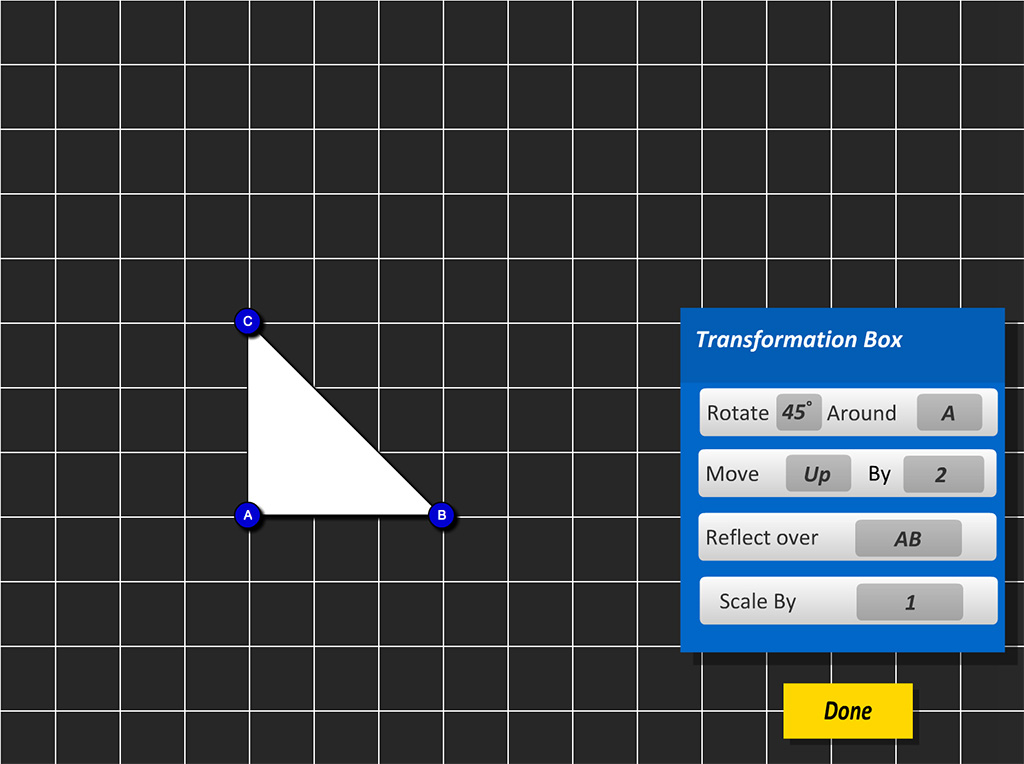 C
A
B
Transformation Box
Rotate 45° Around A
Move Up By 2
Reflect over AB
Scale By 1
Done